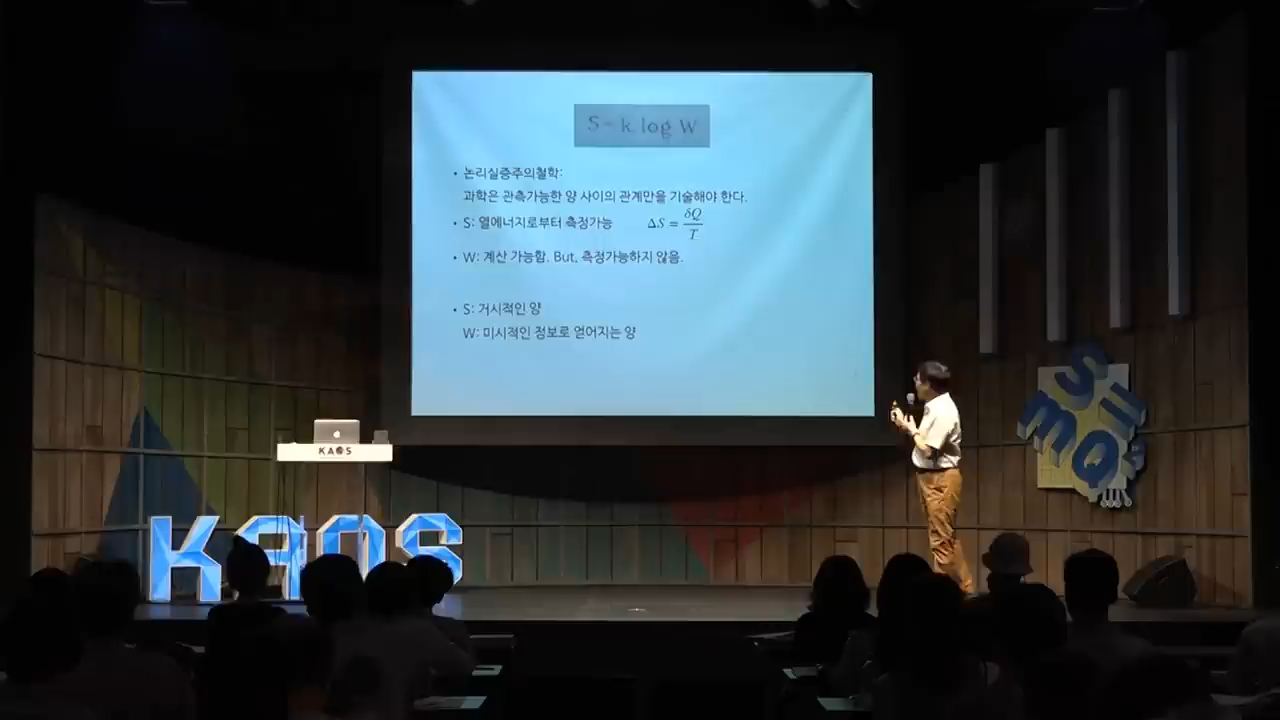 S = k. log W
• 논리실증주의철학:
과학은 관측가능한 양 사이의 관계만을 기술해야 한다.
• S: 열에너지로부터 측정가능 ΔS = δQ/T
• W: 계산 가능함. But, 측정가능하지 않음.
• S: 거시적인 양
W: 미시적인 정보로 얻어지는 양
KAOS
KAOS